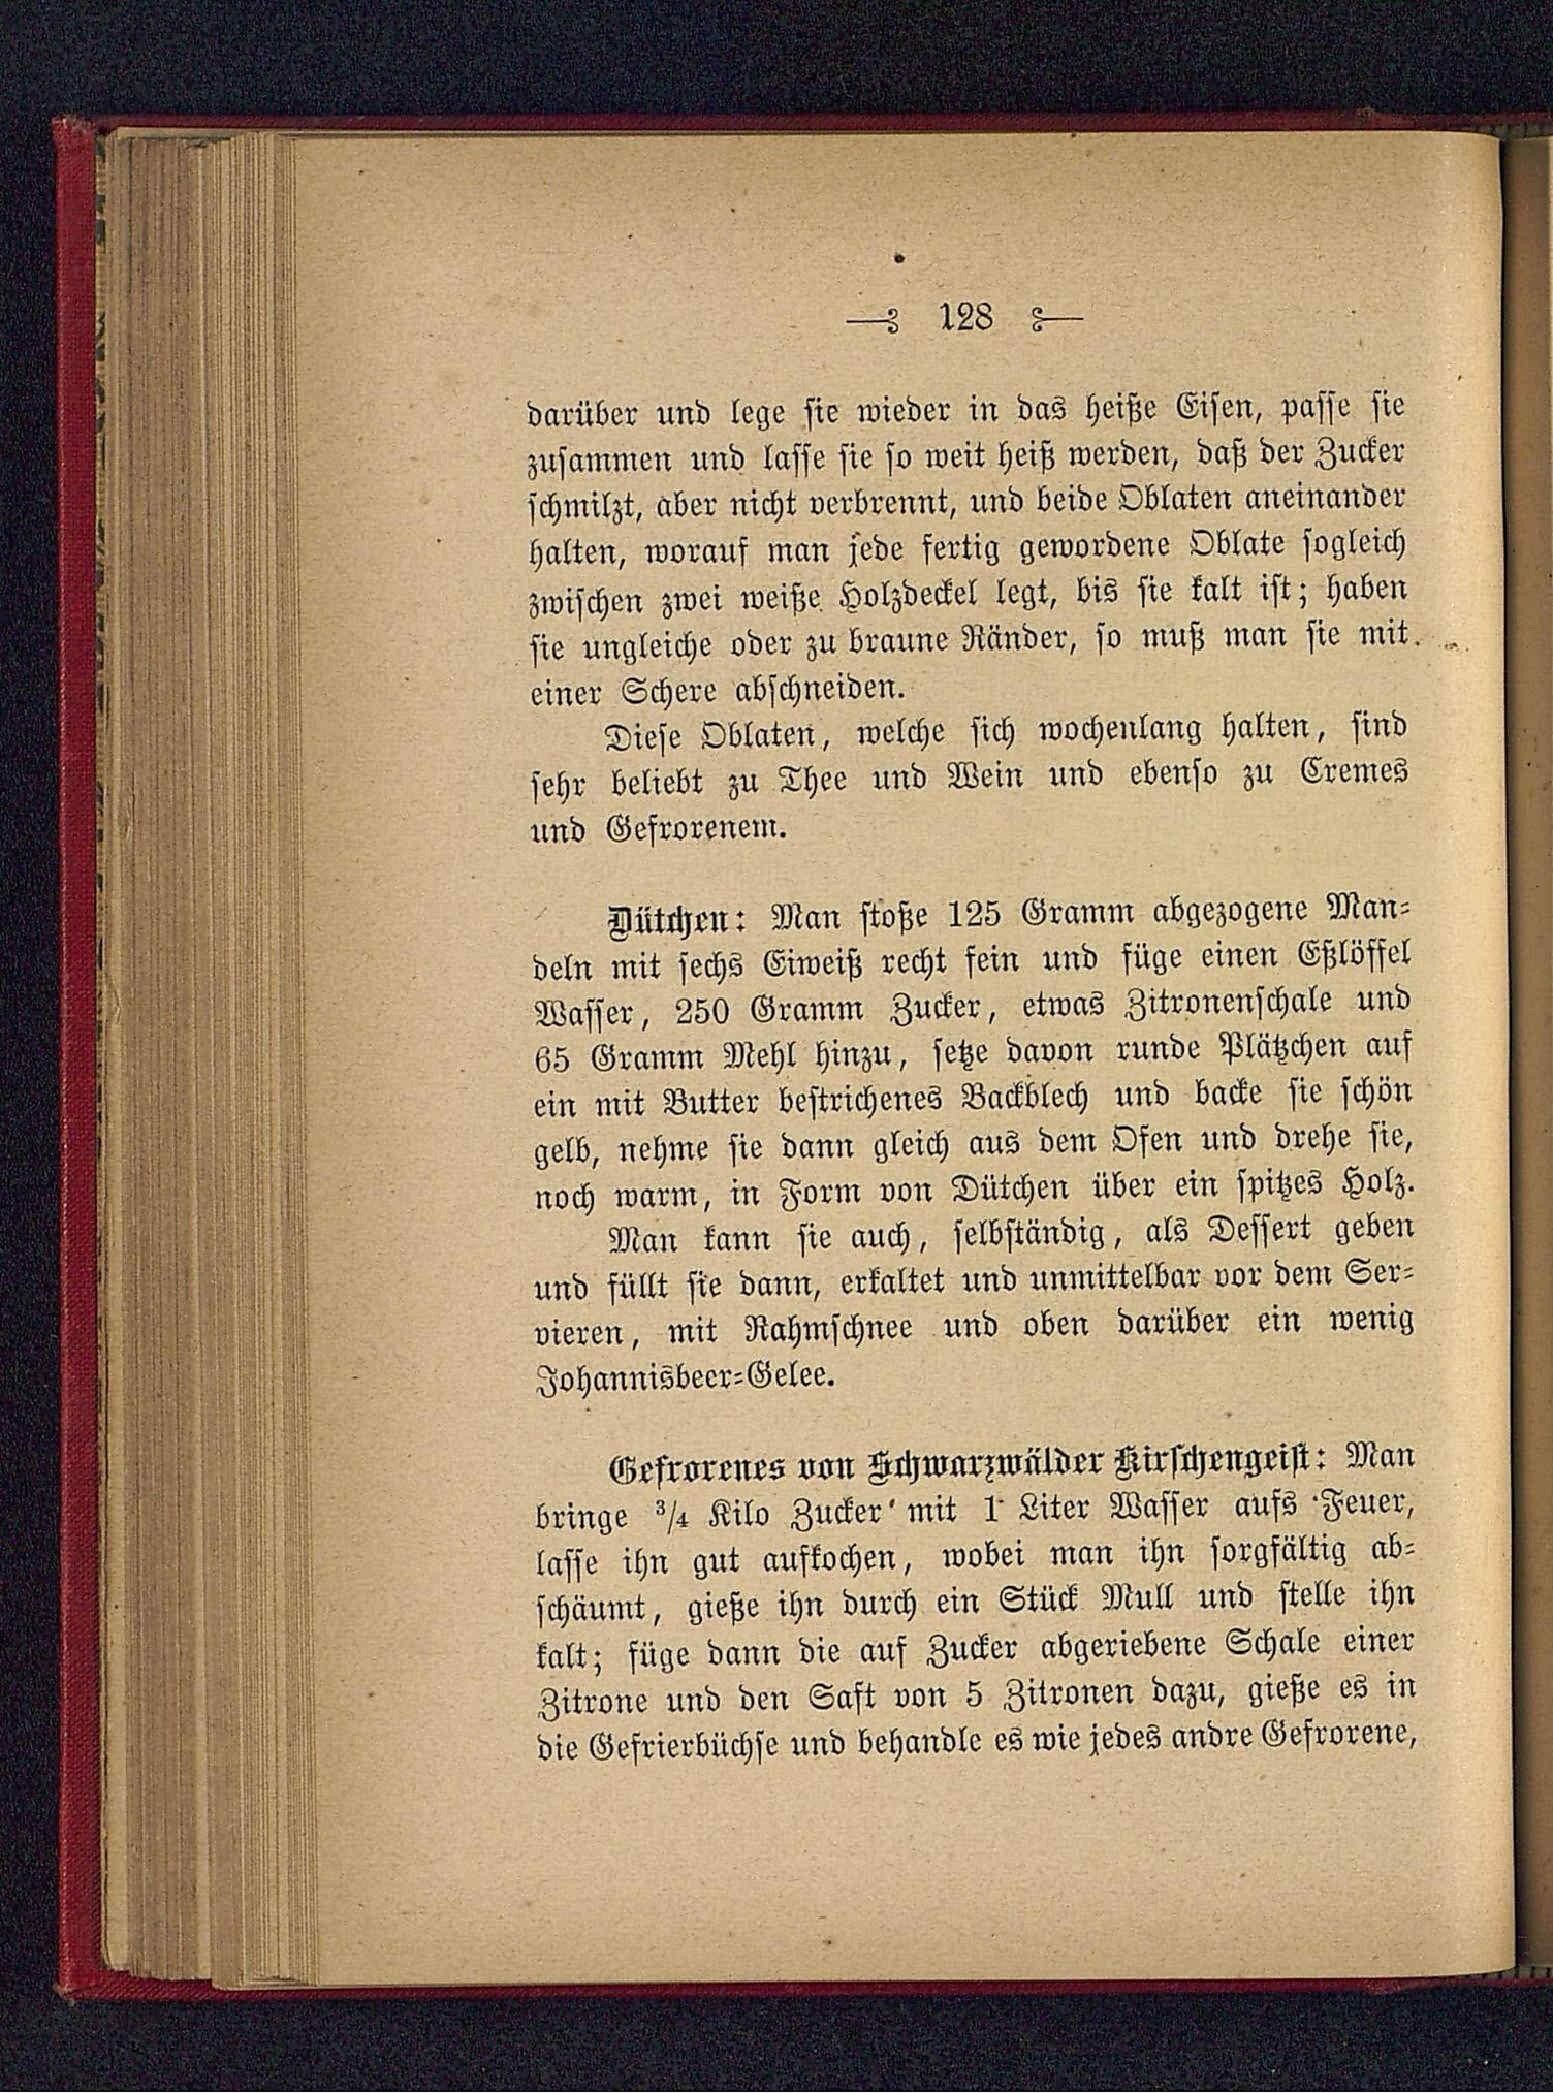 128
darüber und lege sie wieder in das heiße Eisen, passe sie
zusammen und lasse sie so weit heiß werden, daß der Zucker
schmilzt, aber nicht verbrennt, und beide Oblaten aneinander
halten, worauf man jede fertig gewordene Oblate sogleich
zwischen zwei weiße Holzdeckel legt, bis sie kalt ist; haben
sie ungleiche oder zu braune Ränder, so muß man sie mit
einer Schere abschneiden.
Diese Oblaten, welche sich wochenlang halten, sind
sehr beliebt zu Thee und Wein und ebenso zu Cremes
und Gefrorenem.
Dütchen: Man stoße 125 Gramm abgezogene Man-
deln mit sechs Eiweiß recht fein und füge einen Eßlöffel
Wasser, 250 Gramm Zucker, etwas Zitronenschale und
65 Gramm Mehl hinzu, setze davon runde Plätzchen auf
ein mit Butter bestrichenes Backblech und backe sie schön
gelb, nehme sie dann gleich aus dem Ofen und drehe sie,
noch warm, in Form von Dütchen über ein spitzes Holz.
Man kann sie auch, selbständig, als Dessert geben
und füllt sie dann, erkaltet und unmittelbar vor dem Ser-
vieren, mit Rahmschnee und oben darüber ein wenig
Johannisbeer-Gelee.
Gefrorenes von Schwarzwälder Kirschengeist: Man
bringe 3/4 Kilo Zucker mit 1 Liter Wasser aufs Feuer,
lasse ihn gut aufkochen, wobei man ihn sorgfältig ab-
schäumt, gieße ihn durch ein Stück Mull und stelle ihn
kalt; füge dann die auf Zucker abgeriebene Schale einer
Zitrone und den Saft von 5 Zitronen dazu, gieße es in
die Gefrierbüchse und behandle es wie jedes andre Gefrorene,